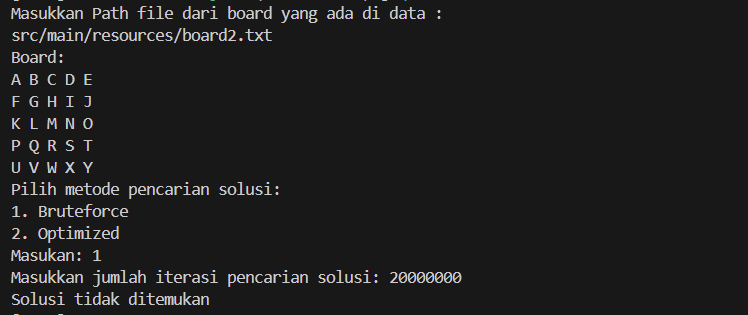 Masukkan Path file dari board yang ada di data :
src/main/resources/board2.txt
Board:
A B C D E
F G H I J
K L M N O
P Q R S T
U V W X Y
Pilih metode pencarian solusi:
1. Bruteforce
2. Optimized
Masukan: 1
Masukkan jumlah iterasi pencarian solusi: 20000000
Solusi tidak ditemukan